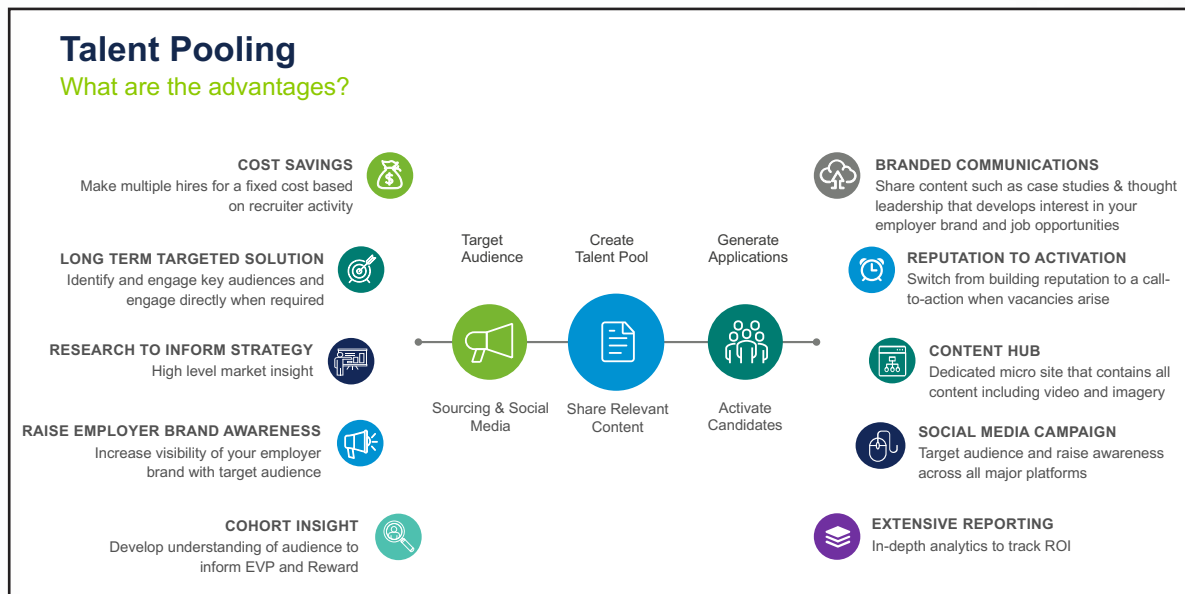 Talent Pooling
What are the advantages?
COST SAVINGS
Make multiple hires for a fixed cost based
on recruiter activity
LONG TERM TARGETED SOLUTION
Identify and engage key audiences and
engage directly when required
RESEARCH TO INFORM STRATEGY
High level market insight
RAISE EMPLOYER BRAND AWARENESS
Increase visibility of your employer
brand with target audience
COHORT INSIGHT
Develop understanding of audience to
inform EVP and Reward
Target
Audience
Sourcing & Social
Media
Create
Talent Pool
Share Relevant
Content
Generate
Applications
Activate
Candidates
BRANDED COMMUNICATIONS
Share content such as case studies & thought
leadership that develops interest in your
employer brand and job opportunities
REPUTATION TO ACTIVATION
Switch from building reputation to a call-
to-action when vacancies arise
CONTENT HUB
Dedicated micro site that contains all
content including video and imagery
SOCIAL MEDIA CAMPAIGN
Target audience and raise awareness
across all major platforms
EXTENSIVE REPORTING
In-depth analytics to track ROI